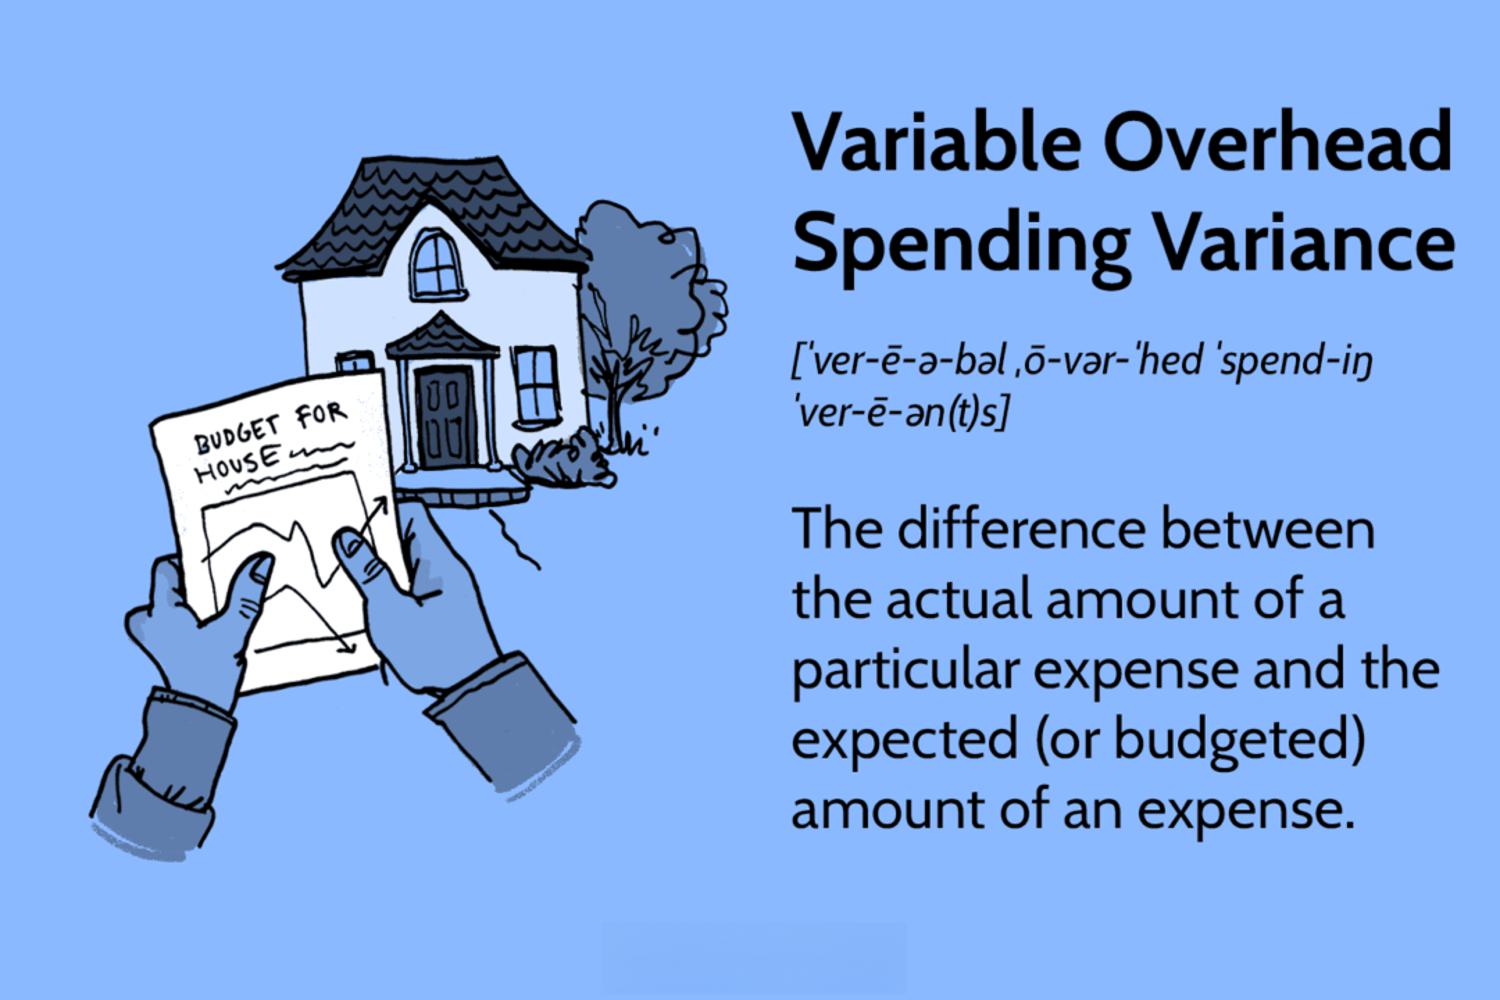 BUDGET FOR
HOUSE
Variable Overhead
Spending Variance
[ˈver-ē-ə-bəl ˌō-vər-ˈhed ˈspend-iŋ
ˈver-ē-ən(t)s]
The difference between
the actual amount of a
particular expense and the
expected (or budgeted)
amount of an expense.